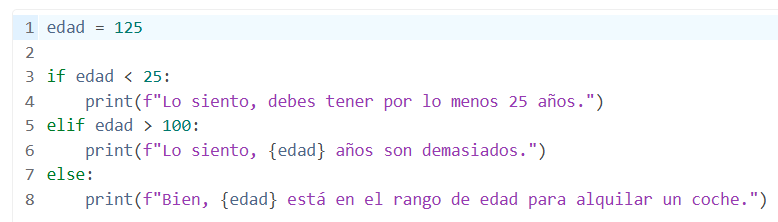 1 edad = 125
2
3 if edad < 25:
4     print(f"Lo siento, debes tener por lo menos 25 años.")
5 elif edad > 100:
6     print(f"Lo siento, {edad} años son demasiados.")
7 else:
8     print(f"Bien, {edad} está en el rango de edad para alquilar un coche.")